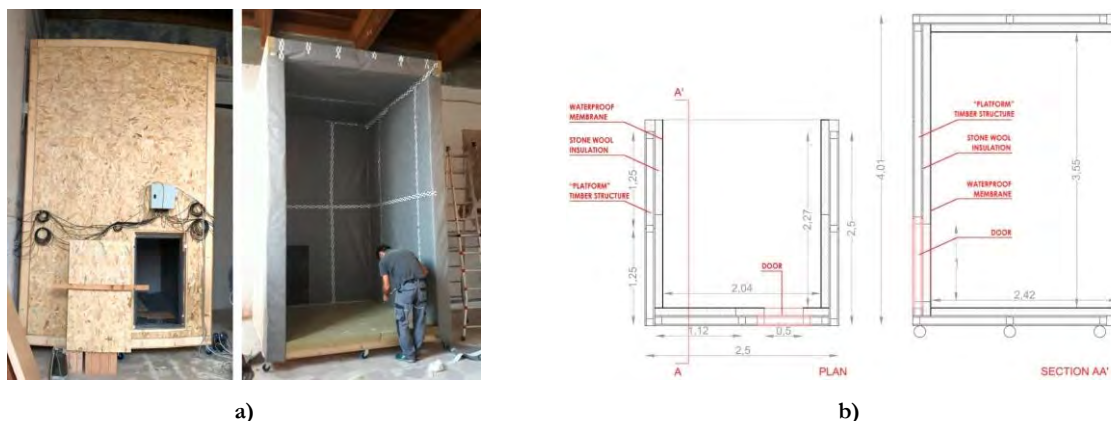 A'
WATERPROOF
MEMBRANE
STONE WOOL
INSULATION
"PLATFORM"
TIMBER STRUCTURE
1,25
1,25
2,27
2,5
DOOR
2,04
1,12
0,5
2,5
A
PLAN
4,01
"PLATFORM"
TIMBER STRUCTURE
STONE WOOL
INSULATION
WATERPROOF
MEMBRANE
DOOR
3,55
1
2,42
SECTION AA'
a)
b)